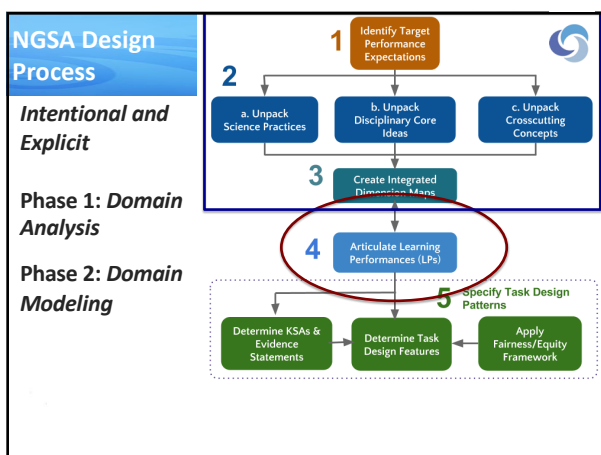 NGSA Design
Process
Intentional and
Explicit
Phase 1: Domain
Analysis
Phase 2: Domain
Modeling
1
Identify Target
Performance
Expectations
2
a. Unpack
Science Practices
b. Unpack
Disciplinary Core
Ideas
c. Unpack
Crosscutting
Concepts
3
Create Integrated
Dimension Maps
4
Articulate Learning
Performances (LPs)
5 Specify Task Design
Patterns
Determine KSAs &
Evidence
Statements
Determine Task
Design Features
Apply
Fairness/Equity
Framework